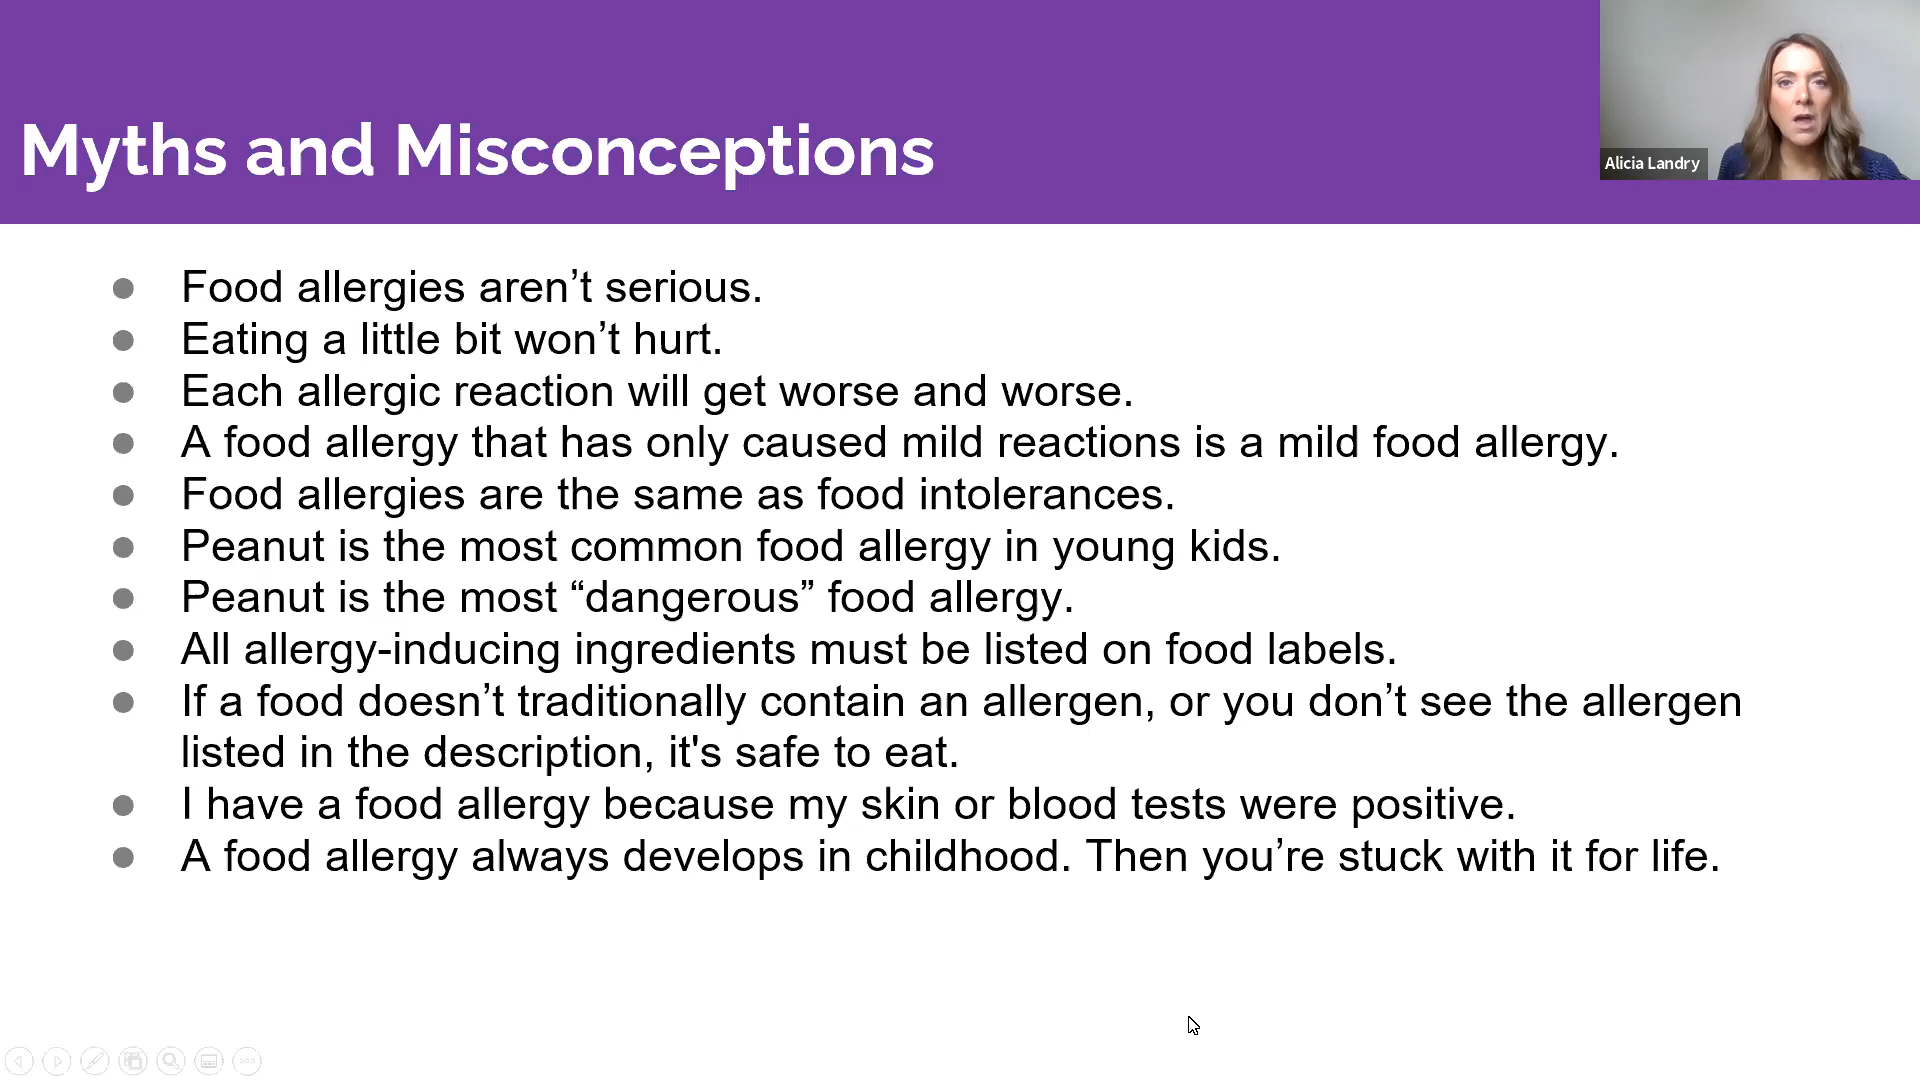 Myths and Misconceptions
Alicia Landry
● Food allergies aren’t serious.
● Eating a little bit won’t hurt.
● Each allergic reaction will get worse and worse.
● A food allergy that has only caused mild reactions is a mild food allergy.
● Food allergies are the same as food intolerances.
● Peanut is the most common food allergy in young kids.
● Peanut is the most “dangerous” food allergy.
● All allergy-inducing ingredients must be listed on food labels.
● If a food doesn’t traditionally contain an allergen, or you don’t see the allergen
listed in the description, it's safe to eat.
● I have a food allergy because my skin or blood tests were positive.
● A food allergy always develops in childhood. Then you’re stuck with it for life.